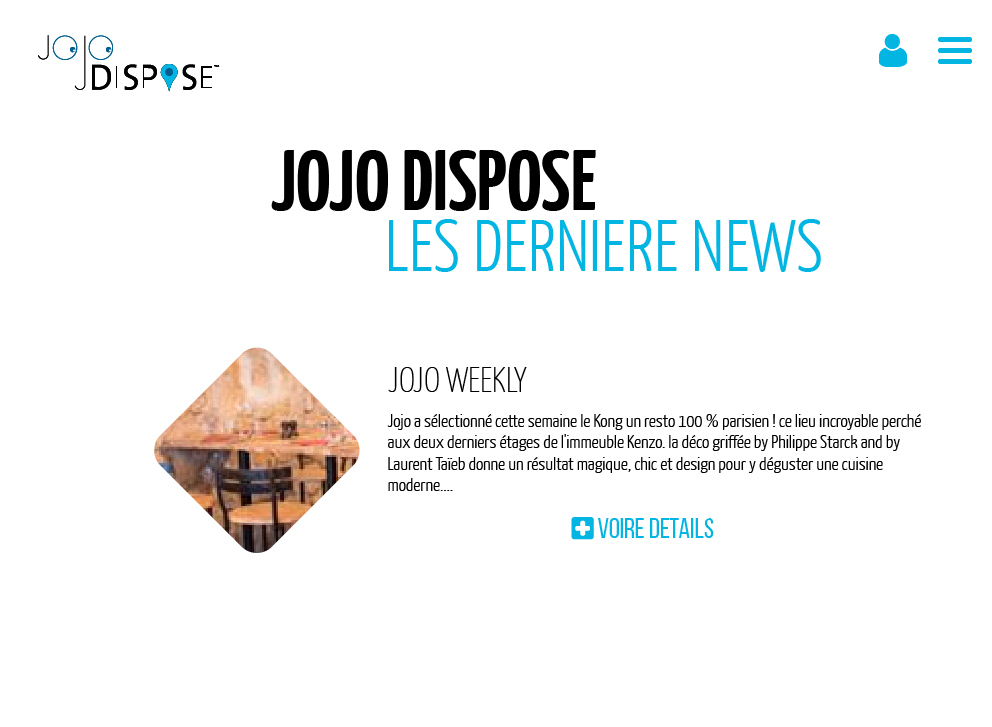 JOJO
DISPOSE™
JOJO DISPOSE
LES DERNIERE NEWS
JOJO WEEKLY
Jojo a sélectionné cette semaine le Kong un resto 100 % parisien ! ce lieu incroyable perché
aux deux derniers étages de l'immeuble Kenzo. la déco griffée by Philippe Starck and by
Laurent Taïeb donne un résultat magique, chic et design pour y déguster une cuisine
moderne....
VOIRE DETAILS